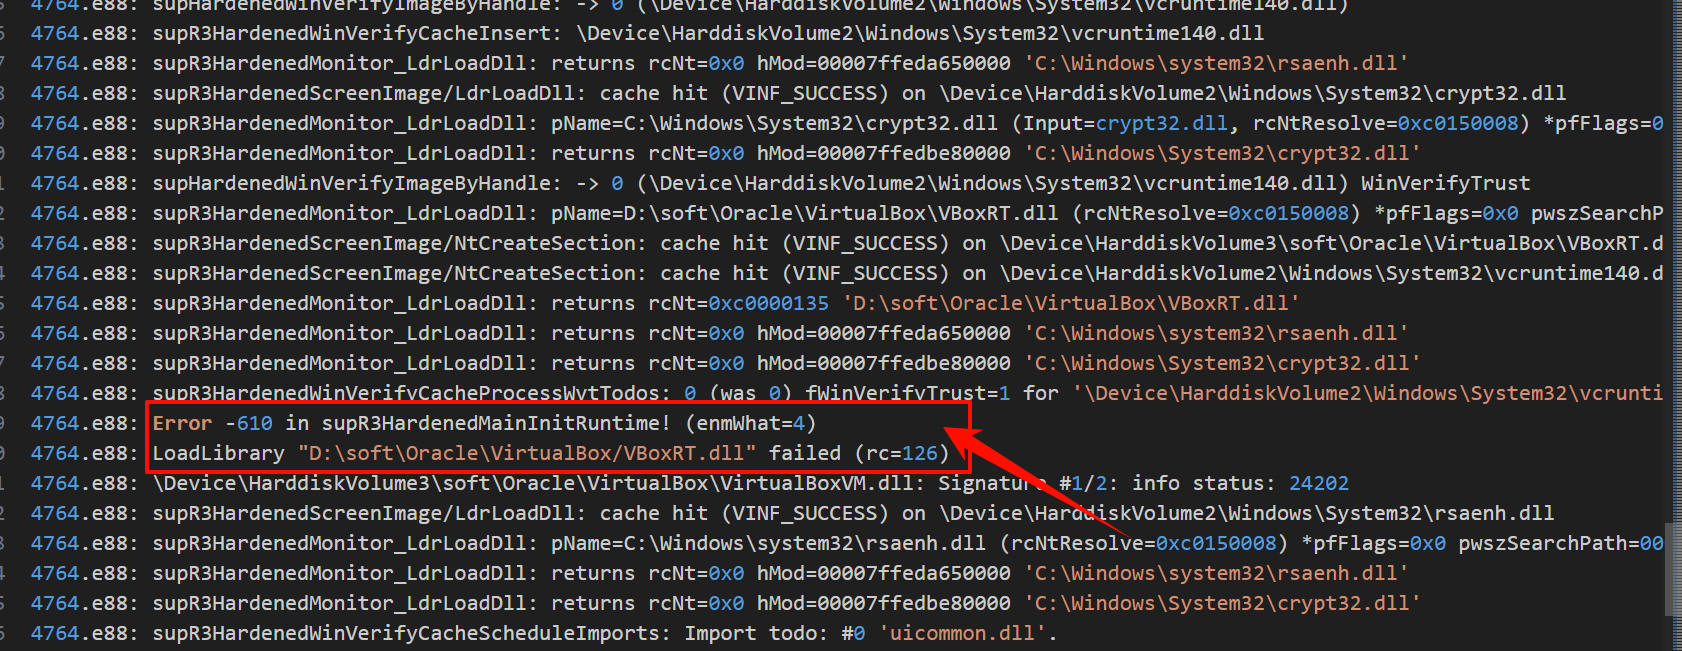 4764.e88: supHardenedWinVerifyImageByHandle: -> 0 (\Device\HarddiskVolume2\Windows\System32\vcruntime140.dll)
4764.e88: supR3HardenedWinVerifyCacheInsert: \Device\HarddiskVolume2\Windows\System32\vcruntime140.dll
4764.e88: supR3HardenedMonitor_LdrLoadDll: returns rcNt=0x0 hMod=00007ffeda650000 'C:\Windows\system32\rsaenh.dll'
4764.e88: supR3HardenedScreenImage/LdrLoadDll: cache hit (VINF_SUCCESS) on \Device\HarddiskVolume2\Windows\System32\crypt32.dll
4764.e88: supR3HardenedMonitor_LdrLoadDll: pName=C:\Windows\System32\crypt32.dll (Input=crypt32.dll, rcNtResolve=0xc0150008) *pfFlags=0
4764.e88: supR3HardenedMonitor_LdrLoadDll: returns rcNt=0x0 hMod=00007ffedbe80000 'C:\Windows\System32\crypt32.dll'
4764.e88: supHardenedWinVerifyImageByHandle: -> 0 (\Device\HarddiskVolume2\Windows\System32\vcruntime140.dll) WinVerifyTrust
4764.e88: supR3HardenedMonitor_LdrLoadDll: pName=D:\soft\Oracle\VirtualBox\VBoxRT.dll (rcNtResolve=0xc0150008) *pfFlags=0x0 pwszSearchP
4764.e88: supR3HardenedScreenImage/NtCreateSection: cache hit (VINF_SUCCESS) on \Device\HarddiskVolume3\soft\Oracle\VirtualBox\VBoxRT.d
4764.e88: supR3HardenedScreenImage/NtCreateSection: cache hit (VINF_SUCCESS) on \Device\HarddiskVolume2\Windows\System32\vcruntime140.d
4764.e88: supR3HardenedMonitor_LdrLoadDll: returns rcNt=0xc0000135 'D:\soft\Oracle\VirtualBox\VBoxRT.dll'
4764.e88: supR3HardenedMonitor_LdrLoadDll: returns rcNt=0x0 hMod=00007ffeda650000 'C:\Windows\system32\rsaenh.dll'
4764.e88: supR3HardenedMonitor_LdrLoadDll: returns rcNt=0x0 hMod=00007ffedbe80000 'C:\Windows\System32\crypt32.dll'
4764.e88: supR3HardenedWinVerifyCacheProcessWvtTodos: 0 (was 0) fWinVerifyTrust=1 for '\Device\HarddiskVolume2\Windows\System32\vcrunti
4764.e88: Error -610 in supR3HardenedMainInitRuntime! (enmWhat=4)
4764.e88: LoadLibrary "D:\soft\Oracle\VirtualBox/VBoxRT.dll" failed (rc=126)
4764.e88: \Device\HarddiskVolume3\soft\Oracle\VirtualBox\VirtualBoxVM.dll: Signature #1/2: info status: 24202
4764.e88: supR3HardenedScreenImage/LdrLoadDll: cache hit (VINF_SUCCESS) on \Device\HarddiskVolume2\Windows\System32\rsaenh.dll
4764.e88: supR3HardenedMonitor_LdrLoadDll: pName=C:\Windows\system32\rsaenh.dll (rcNtResolve=0xc0150008) *pfFlags=0x0 pwszSearchPath=00
4764.e88: supR3HardenedMonitor_LdrLoadDll: returns rcNt=0x0 hMod=00007ffeda650000 'C:\Windows\system32\rsaenh.dll'
4764.e88: supR3HardenedMonitor_LdrLoadDll: returns rcNt=0x0 hMod=00007ffedbe80000 'C:\Windows\System32\crypt32.dll'
4764.e88: supR3HardenedWinVerifyCacheScheduleImports: Import todo: #0 'uicommon.dll'.